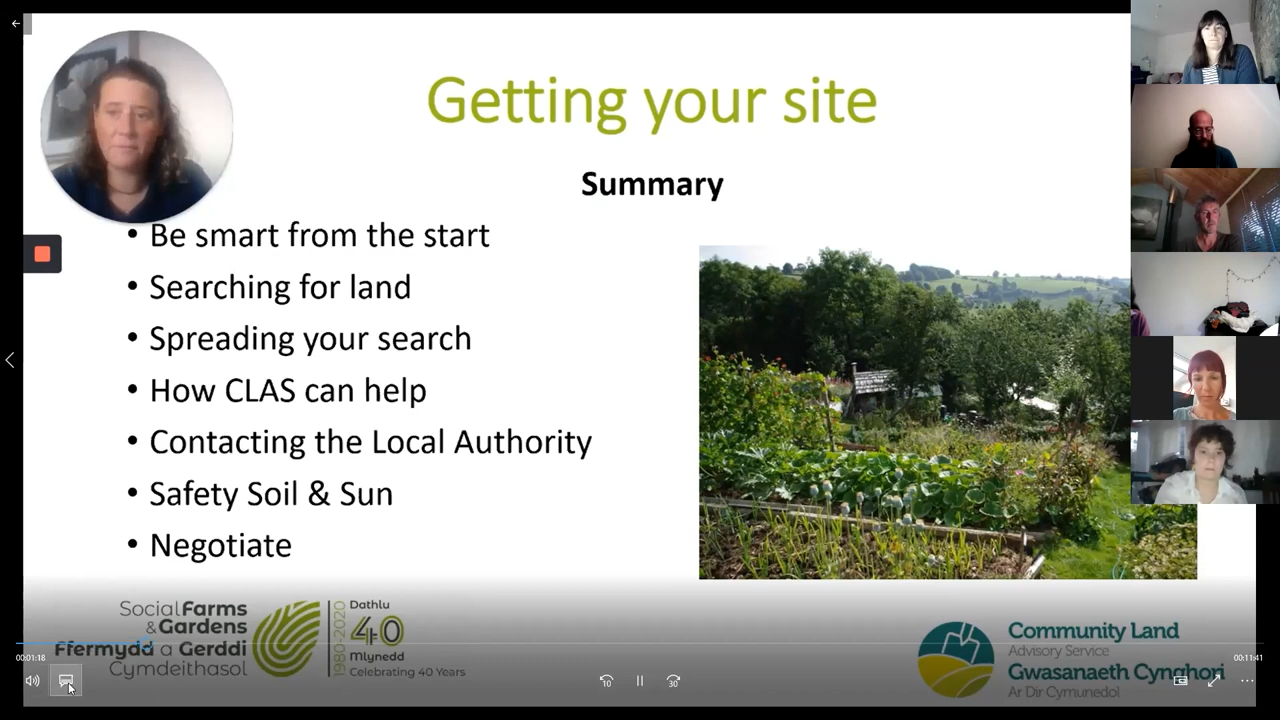 Getting your site
Summary
• Be smart from the start
• Searching for land
• Spreading your search
• How CLAS can help
• Contacting the Local Authority
• Safety Soil & Sun
• Negotiate
Social Farms
& Gardens
Ffermydd a Gerddi
Cymdeithasol
1980-2020
Dathlu
40
Mlynedd
Celebrating 40 Years
Community Land
Advisory Service
Gwasanaeth Cynghori
Ar Dir Cymunedol
00:01:18
00:11:41
10
30